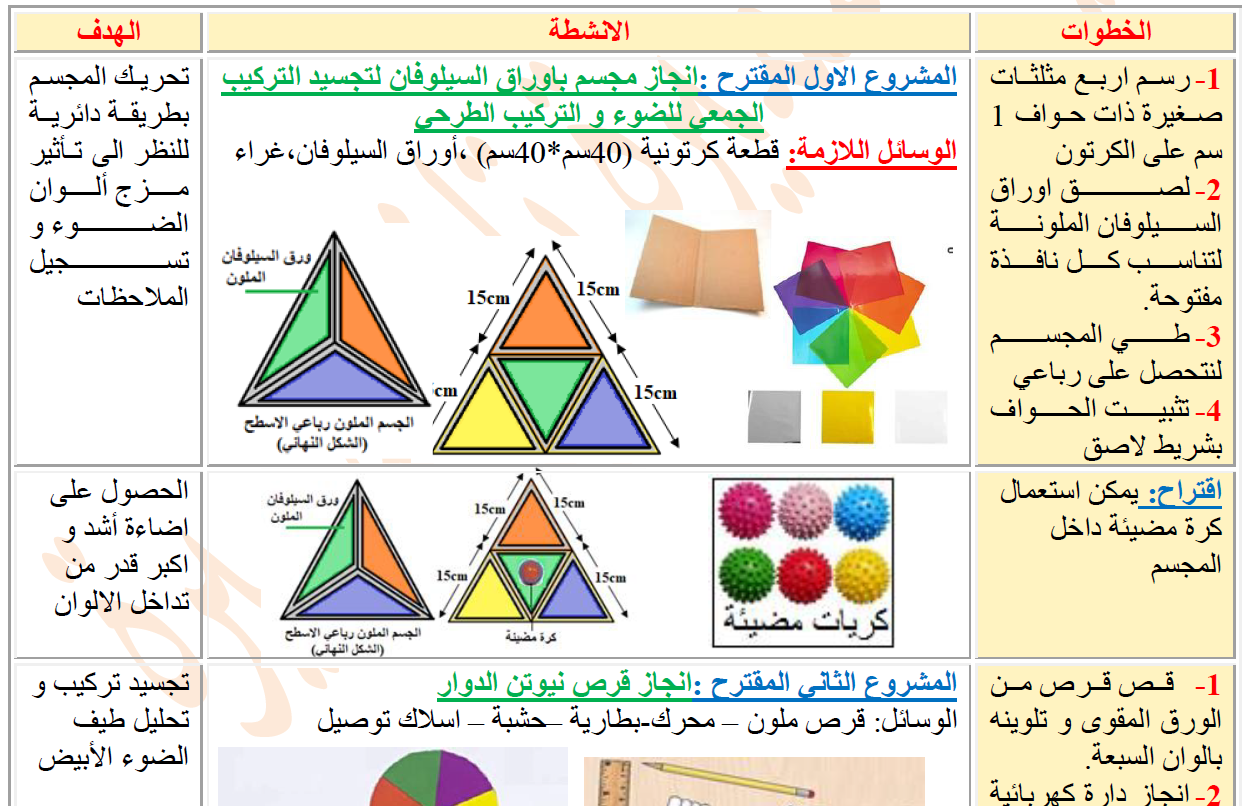 الخطوات
الانشطة
الهدف
1- رسم اربع مثلثات
صغيرة ذات حواف 1
سم على الكرتون
2- لصق اوراق
السيلوفان الملونة
لتناسب كل نافذة
مفتوحة.
3- طي المجسم
لنتحصل على رباعي
4- تثبيت الحواف
بشريط لاصق
المشروع الاول المقترح :انجاز مجسم باوراق السيلوفان لتجسيد التركيب
الجمعي للضوء و التركيب الطرحي
الوسائل اللازمة: قطعة كرتونية (40سم*40سم) ،أوراق السيلوفان،غراء
ورق السيلوفان
الملون
15cm
15cm
cm
15cm
الجسم الملون رباعي الاسطح
(الشكل النهائي)
تحريك المجسم
بطريقة دائرية
للنظر الى تأثير
مزج ألوان
الضوء و
تسجيل
الملاحظات
اقتراح: يمكن استعمال
كرة مضيئة داخل
المجسم
ورق السيلوفان
الملون
15cm
15cm
15cm
15cm
كرة مضيئة
الجسم الملون رباعي الاسطح
(الشكل النهائي)
كريات مضيئة
الحصول على
اضاءة أشد و
اكبر قدر من
تداخل الالوان
1- قص قرص من
الورق المقوى و تلوينه
بالوان السبعة.
2- انجاز دارة كهربائية
المشروع الثاني المقترح :انجاز قرص نيوتن الدوار
الوسائل: قرص ملون – محرك-بطارية –خشبة – اسلاك توصيل
تجسيد تركيب و
تحليل طيف
الضوء الأبيض